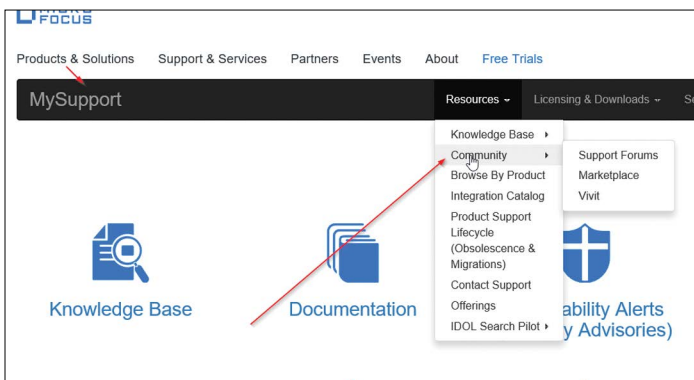 MICRO
FOCUS
Products & Solutions Support & Services Partners Events About Free Trials
MySupport Resources Licensing & Downloads
Knowledge Base
Community
Browse By Product
Integration Catalog
Product Support
Lifecycle
(Obsolescence &
Migrations)
Contact Support
Offerings
IDOL Search Pilot
Support Forums
Marketplace
Vivit
Knowledge Base
Documentation
ability Alerts
y Advisories)